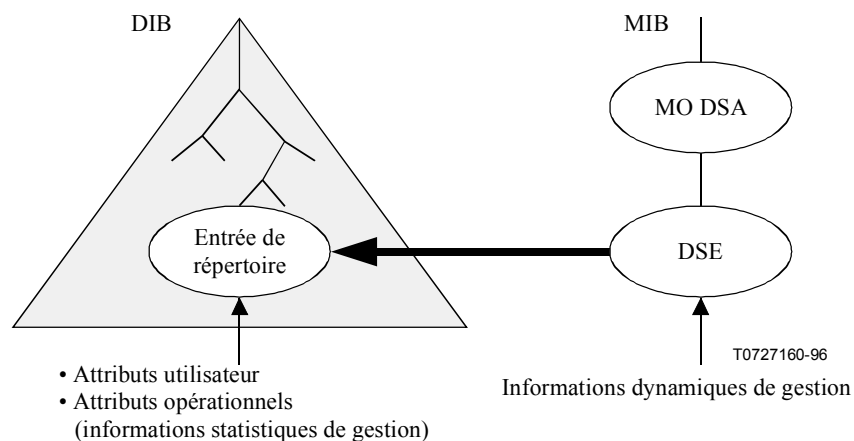 DIB
MIB
MO DSA
Entrée de
répertoire
DSE
T0727160-96
• Attributs utilisateur
• Attributs opérationnels
(informations statistiques de gestion)
Informations dynamiques de gestion